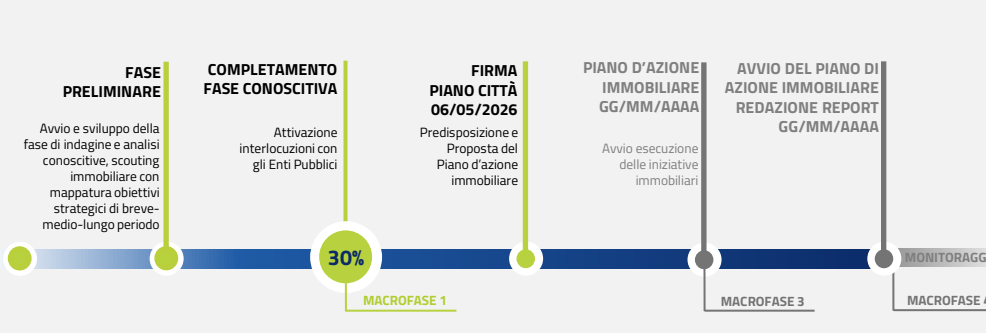 FASE
PRELIMINARE
Avvio e sviluppo della
fase di indagine e analisi
conoscitive, scouting
immobiliare con
mappatura obiettivi
strategici di breve-
medio-lungo periodo
COMPLETAMENTO
FASE CONOSCITIVA
Attivazione
interlocuzioni con
gli Enti Pubblici
FIRMA
PIANO CITTÀ
06/05/2026
Predisposizione e
Proposta del
Piano d'azione
immobiliare
PIANO D'AZIONE
IMMOBILIARE
GG/MM/AAAA
Avvio esecuzione
delle iniziative
immobiliari
AVVIO DEL PIANO DI
AZIONE IMMOBILIARE
REDAZIONE REPORT
GG/MM/AAAA
30%
MONITORAGG
MACROFASE 1
MACROFASE 3
MACROFASE 4